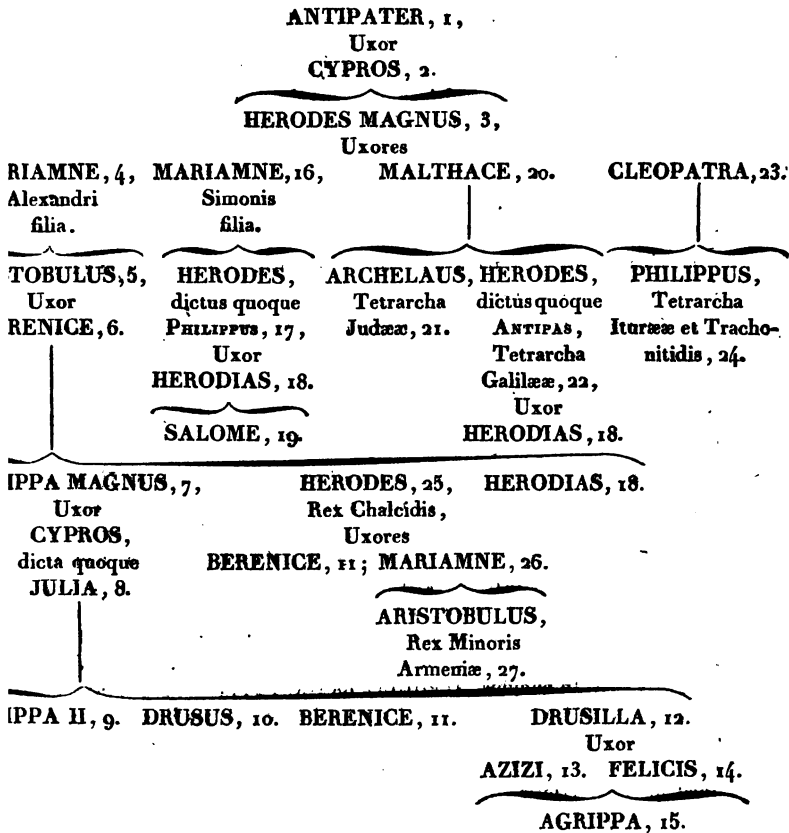 ANTIPATER, 1,
Uxor
CYPROS, 2.
HERODES MAGNUS, 3,
Uxores
RIAMNE, 4, MARIAMNE, 16, MALTHACE, 20. CLEOPATRA, 23.
Alexandri Simonis
filia. filia.
TOBULUS, 5, HERODES, ARCHELAUS, HERODES, PHILIPPUS,
Uxor dictus quoque Tetrarcha dictus quoque Tetrarcha
RENICE, 6. PHILIPPUS, 17, Judææ, 21. ANTIPAS, Ituræææ et Tracho-
Uxor Tetrarcha nitidis, 24.
HERODIAS, 18. Galilææ, 22,
Uxor
SALOME, 19. HERODIAS, 18.
IPPA MAGNUS, 7, HERODES, 25, HERODIAS, 18.
Uxor Rex Chalcidis,
CYPROS, Uxores
dicta quoque BERENICE, 11; MARIAMNE, 26.
JULIA, 8.
ARISTOBULUS,
Rex Minoris
Armeniæ, 27.
IPPA II, 9. DRUSUS, 10. BERENICE, 11. DRUSILLA, 12.
Uxor
AZIZI, 13. FELICIS, 14.
AGRIPPA, 15.